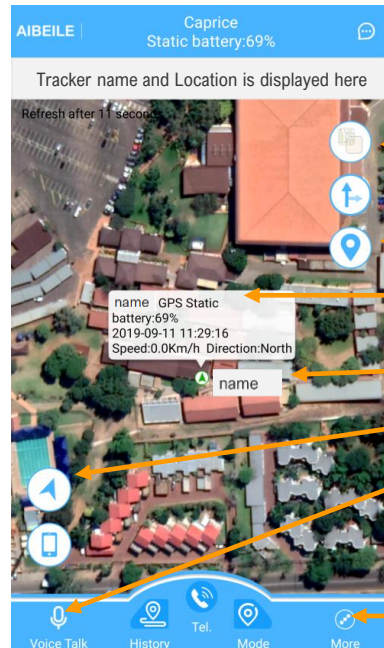 AIBEILE
Caprice
Static battery:69%
Tracker name and Location is displayed here
Refresh after 11 seconds
name GPS Static
battery:69%
2019-09-11 11:29:16
Speed:0.0Km/h Direction:North
name
Voice Talk
History
Tel.
Mode
More